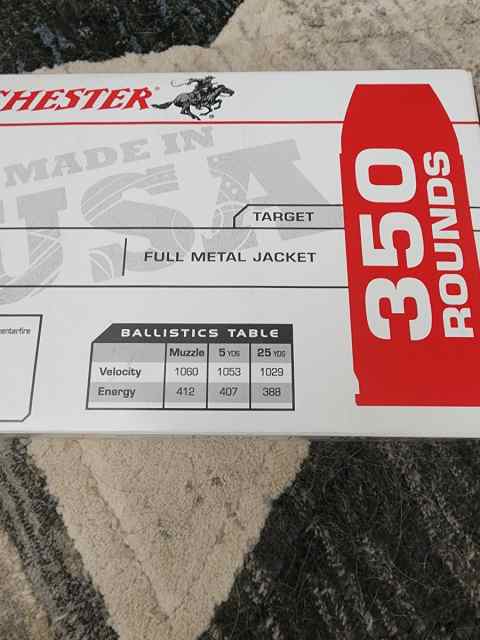 CHESTER
MADE IN
USA
TARGET
FULL METAL JACKET
350
ROUNDS
centerfire
BALLISTICS TABLE
Muzzle 5 YDS 25 YDS
Velocity 1060 1053 1029
Energy 412 407 388